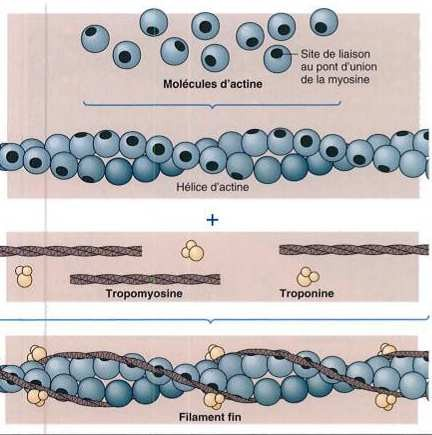 Site de liaison
au pont d'union
de la myosine
Molécules d'actine
Hélice d'actine
+
Tropomyosine
Troponine
Filament fin